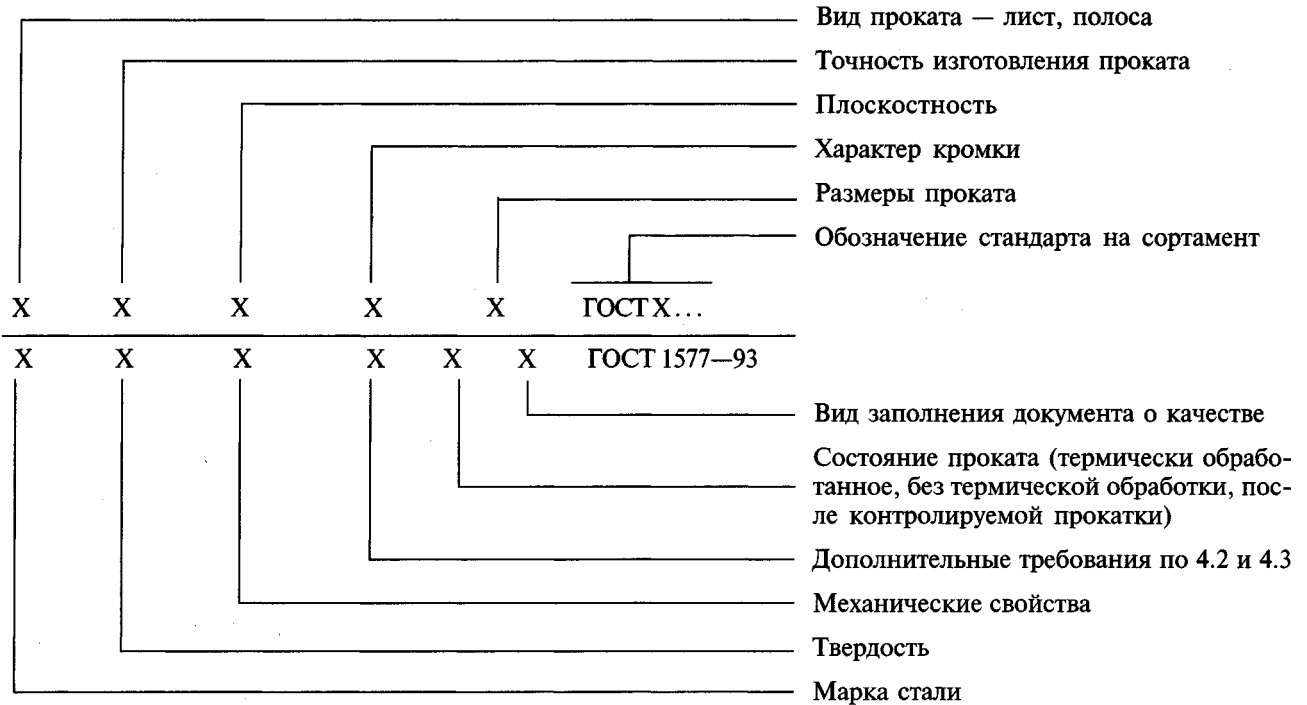 Вид проката — лист, полоса
Точность изготовления проката
Плоскостность
Характер кромки
Размеры проката
Обозначение стандарта на сортамент
Х Х Х Х Х ГОСТ Х...
Х Х Х Х Х Х ГОСТ 1577—93
Вид заполнения документа о качестве
Состояние проката (термически обрабо-
танное, без термической обработки, пос-
ле контролируемой прокатки)
Дополнительные требования по 4.2 и 4.3
Механические свойства
Твердость
Марка стали